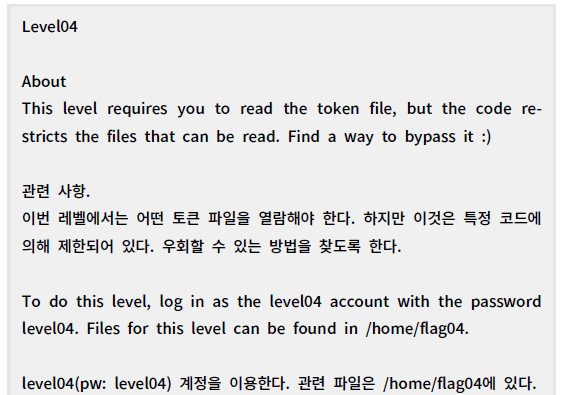 Level04
About
This level requires you to read the token file, but the code re-
stricts the files that can be read. Find a way to bypass it :)
관련 사항.
이번 레벨에서는 어떤 토큰 파일을 열람해야 한다. 하지만 이것은 특정 코드에
의해 제한되어 있다. 우회할 수 있는 방법을 찾도록 한다.
To do this level, log in as the level04 account with the password
level04. Files for this level can be found in /home/flag04.
level04(pw: level04) 계정을 이용한다. 관련 파일은 /home/flag04에 있다.